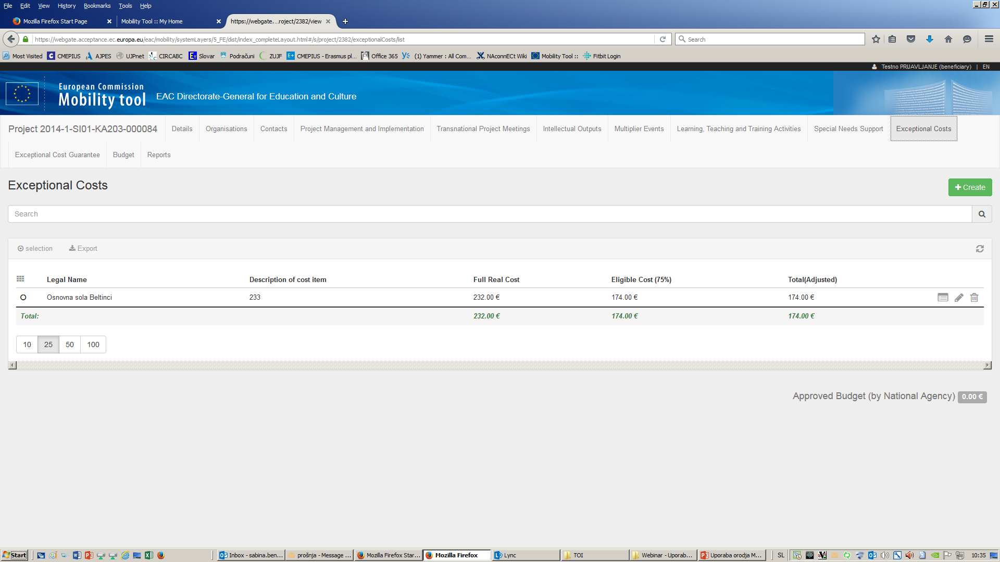 File Edit View History Bookmarks Tools Help
Mozilla Firefox Start Page Mobility Tool :: My Home https://webgate....roject/2382/view
https://webgate.acceptance.ec.europa.eu/eac/mobility/systemLayers/5_FE/dist/index_completeLayout.html#/s/project/2382/exceptionalCosts/list Search
Most Visited CMEPIUS AJPES UJPnet CIRCABC Slovar Podračuni ZUJF CMEPIUS - Erasmus pl... Office 365 (1) Yammer : All Com... NAconnECt Wiki Mobility Tool :: Fitbit Login
Testno PRIJAVLJANJE (beneficiary) | EN
European Commission
Mobility tool EAC Directorate-General for Education and Culture
Project 2014-1-SI01-KA203-000084 Details Organisations Contacts Project Management and Implementation Transnational Project Meetings Intellectual Outputs Multiplier Events Learning, Teaching and Training Activities Special Needs Support Exceptional Costs
Exceptional Cost Guarantee Budget Reports
Exceptional Costs Create
Search
selection Export
Legal Name Description of cost item Full Real Cost Eligible Cost (75%) Total(Adjusted)
Osnovna sola Beltinci 233 232.00 € 174.00 € 174.00 €
Total: 232.00 € 174.00 € 174.00 €
10 25 50 100
Approved Budget (by National Agency) 0.00 €
Start Inbox - sabina.ben... prošnja - Message ... Mozilla Firefox Star... Mozilla Firefox Lync TOI Webinar - Uporab... Uporaba orodja M... SL 10:35